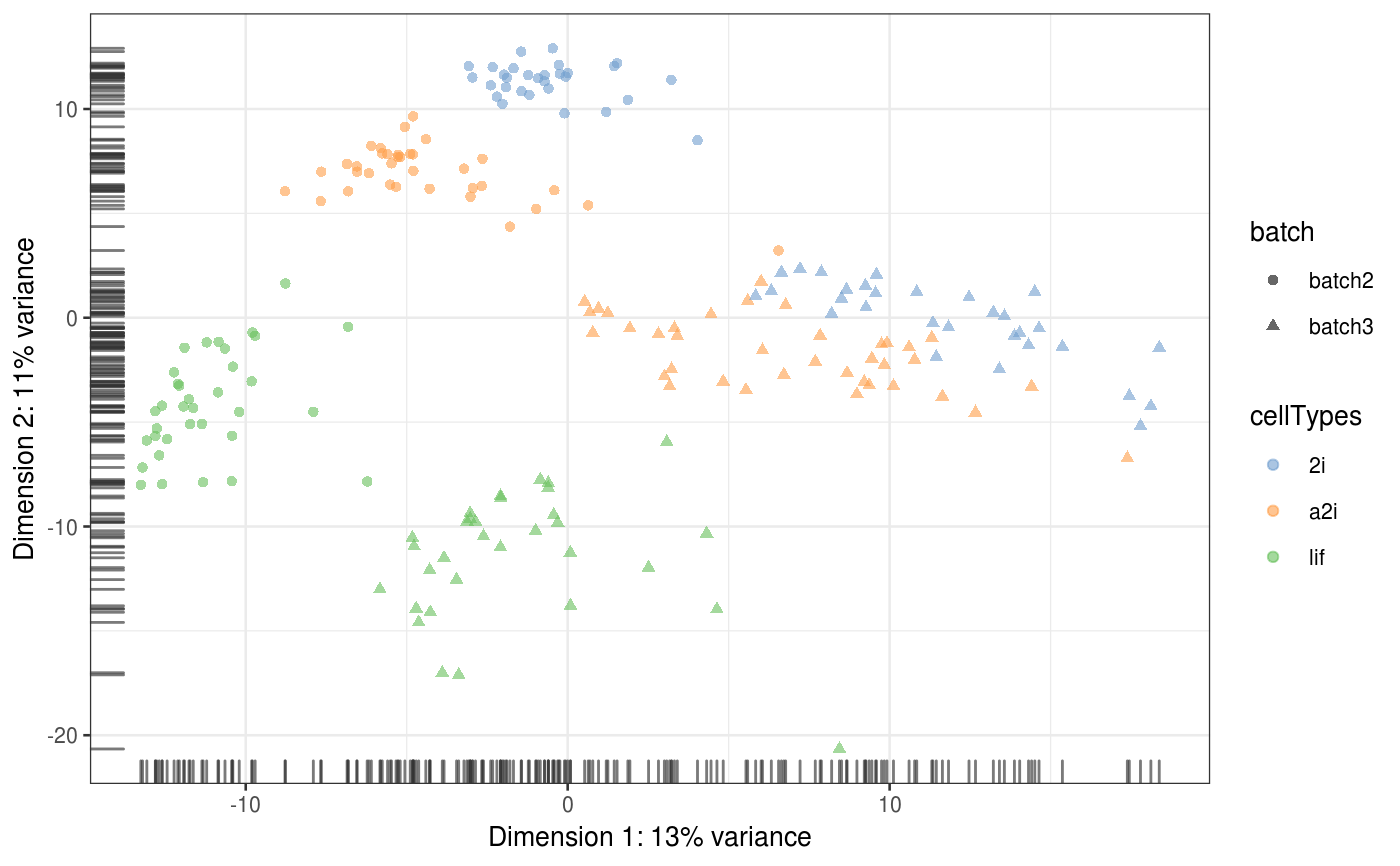 10
0
-10
-20
Dimension 2: 11% variance
-10
0
10
Dimension 1: 13% variance
batch
batch2
batch3
cellTypes
2i
a2i
lif